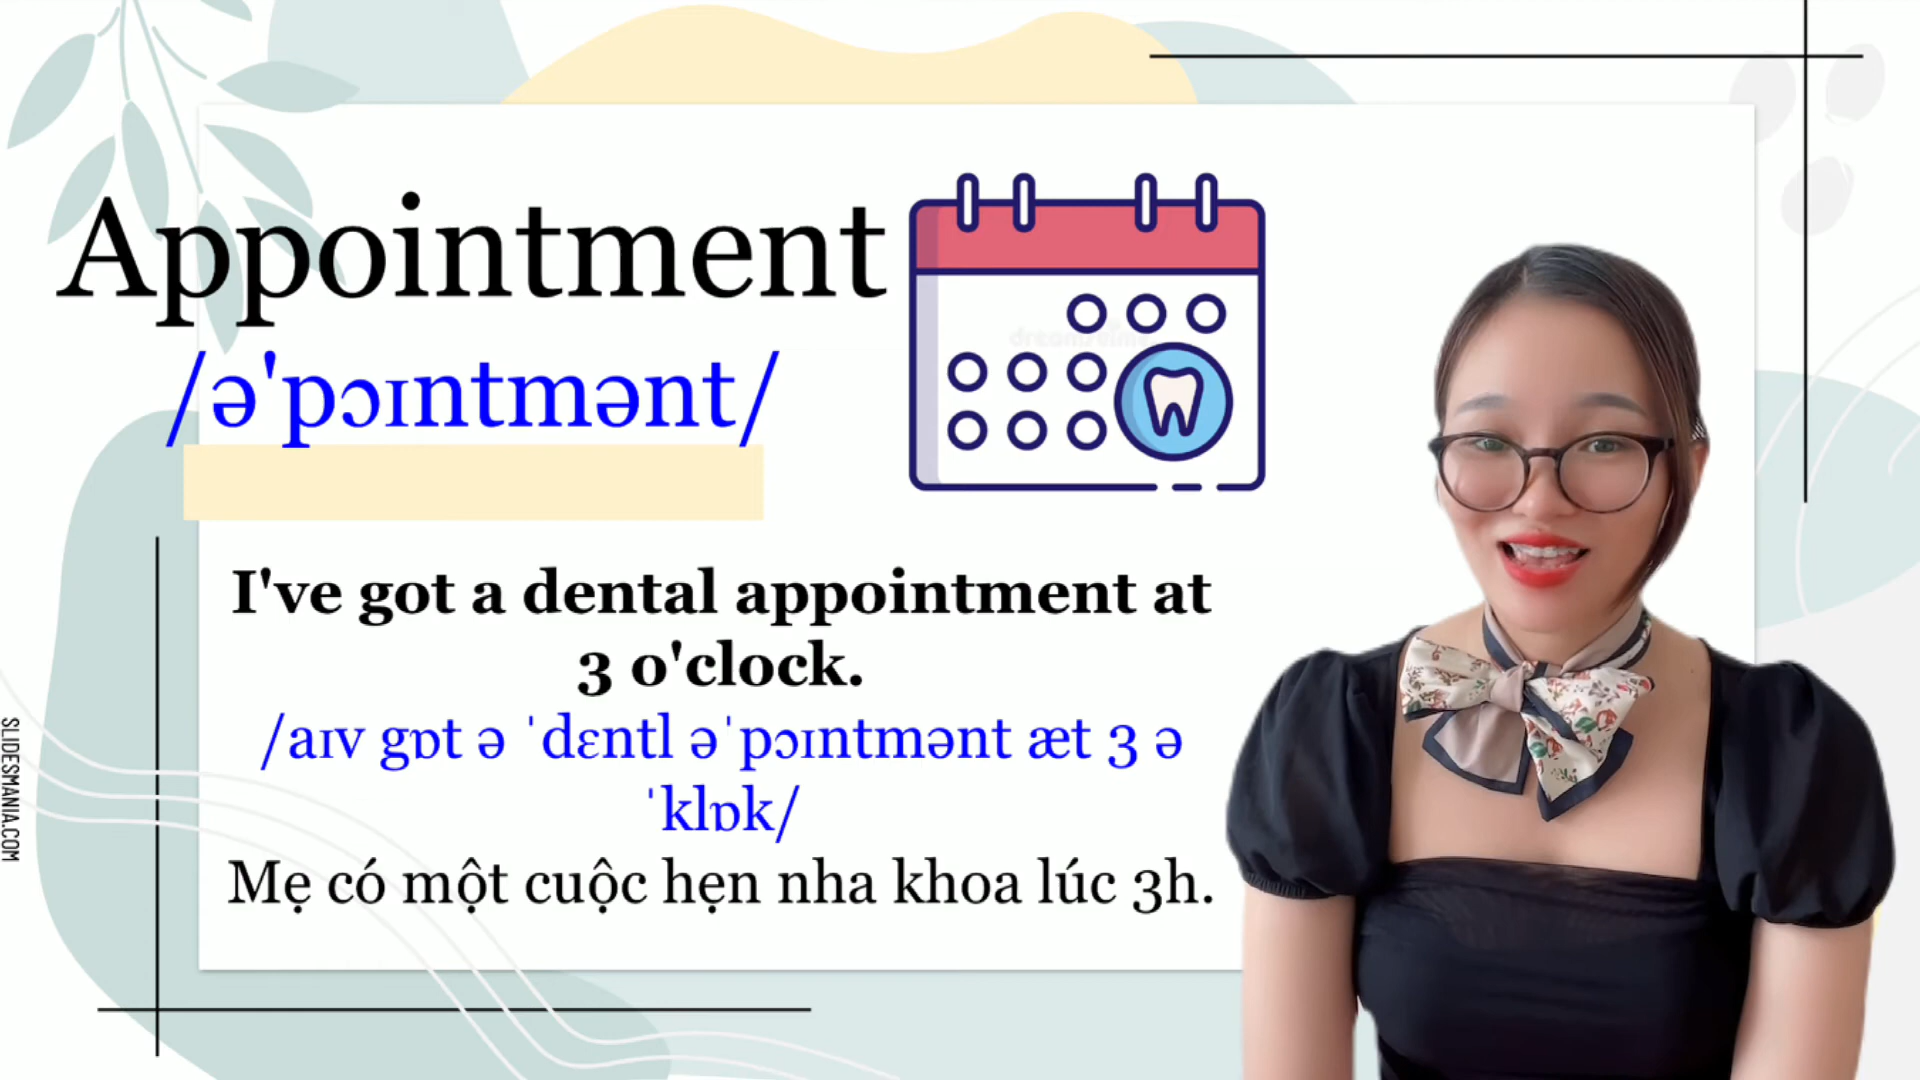 Appointment
/ə'pɔɪntmənt/
I've got a dental appointment at
3 o'clock.
/aɪv gɒt ə ˈdɛntl əˈpɔɪntmənt æt 3 ə
ˈklɒk/
Mẹ có một cuộc hẹn nha khoa lúc 3h.
SLIDESMANIA.COM